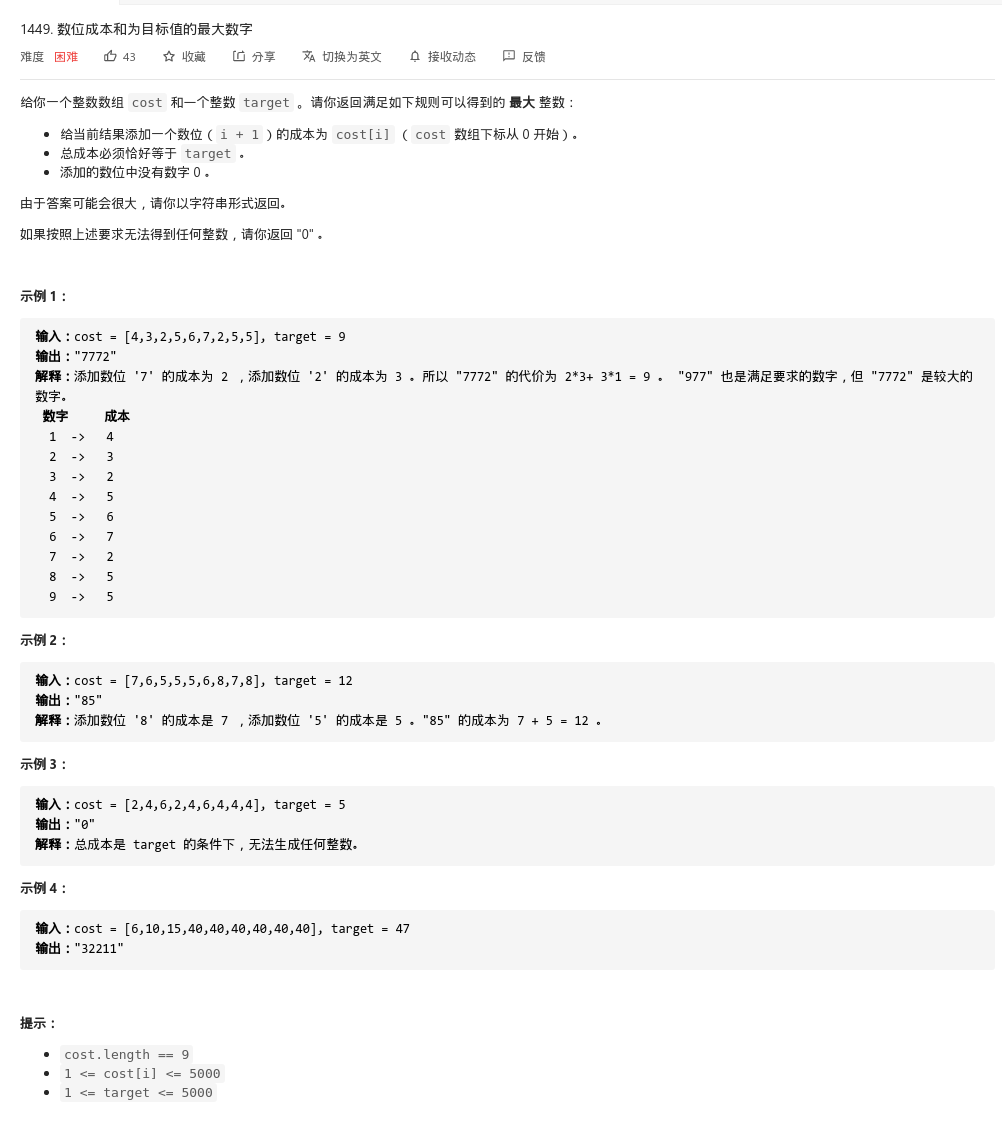 1449. 数位成本和为目标值的最大数字
难度 困难 43 收藏 分享 切换为英文 接收动态 反馈
给你一个整数数组 cost 和一个整数 target 。请你返回满足如下规则可以得到的 最大 整数：
给当前结果添加一个数位（ i + 1 ）的成本为 cost[i] （ cost 数组下标从 0 开始）。
总成本必须恰好等于 target 。
添加的数位中没有数字 0 。
由于答案可能会很大，请你以字符串形式返回。
如果按照上述要求无法得到任何整数，请你返回 "0" 。
示例 1：
输入：cost = [4,3,2,5,6,7,2,5,5], target = 9
输出："7772"
解释：添加数位 '7' 的成本为 2 ，添加数位 '2' 的成本为 3 。所以 "7772" 的代价为 2*3+ 3*1 = 9 。 "977" 也是满足要求的数字，但 "7772" 是较大的
数字。
数字 成本
1 -> 4
2 -> 3
3 -> 2
4 -> 5
5 -> 6
6 -> 7
7 -> 2
8 -> 5
9 -> 5
示例 2：
输入：cost = [7,6,5,5,5,6,8,7,8], target = 12
输出："85"
解释：添加数位 '8' 的成本是 7 ，添加数位 '5' 的成本是 5 。"85" 的成本为 7 + 5 = 12 。
示例 3：
输入：cost = [2,4,6,2,4,6,4,4,4], target = 5
输出："0"
解释：总成本是 target 的条件下，无法生成任何整数。
示例 4：
输入：cost = [6,10,15,40,40,40,40,40,40], target = 47
输出："32211"
提示：
cost.length == 9
1 <= cost[i] <= 5000
1 <= target <= 5000